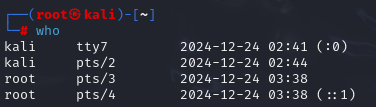 ┌──(root㉿kali)-[~]
└─# who
kali     tty7         2024-12-24 02:41 (:0)
kali     pts/2        2024-12-24 02:44
root     pts/3        2024-12-24 03:38
root     pts/4        2024-12-24 03:38 (::1)